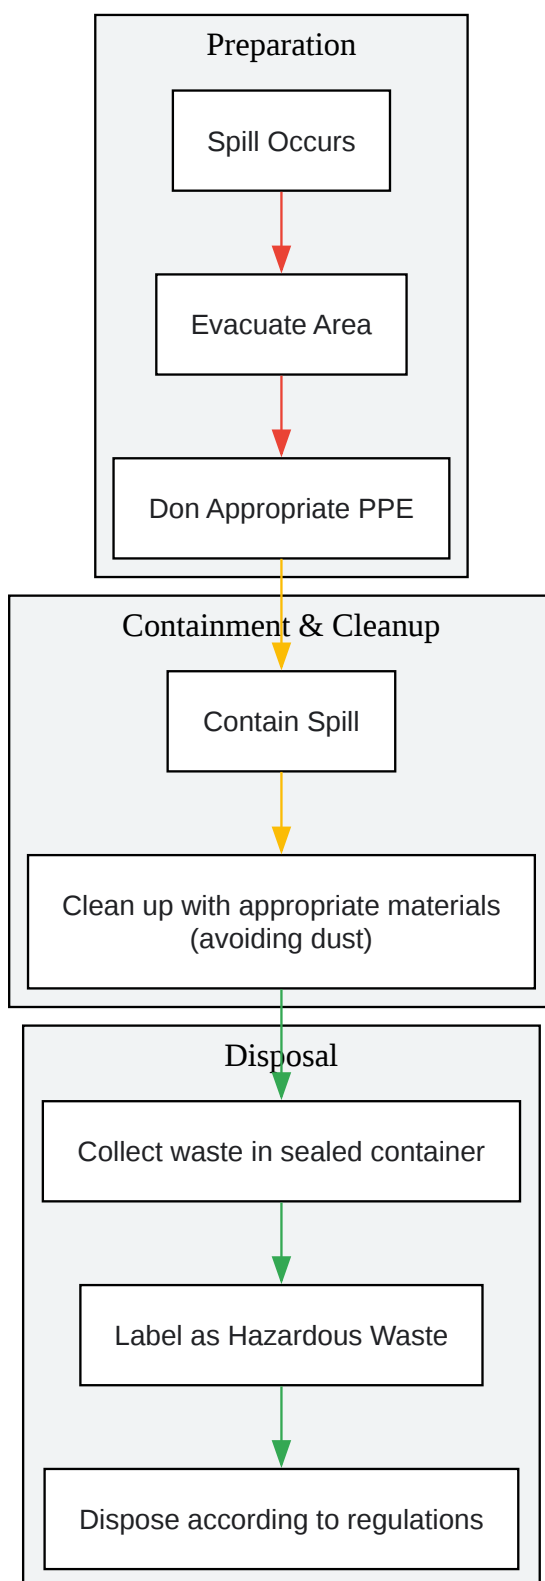 Preparation
Spill Occurs
Evacuate Area
Don Appropriate PPE
Containment & Cleanup
Contain Spill
Clean up with appropriate materials
(avoiding dust)
Disposal
Collect waste in sealed container
Label as Hazardous Waste
Dispose according to regulations